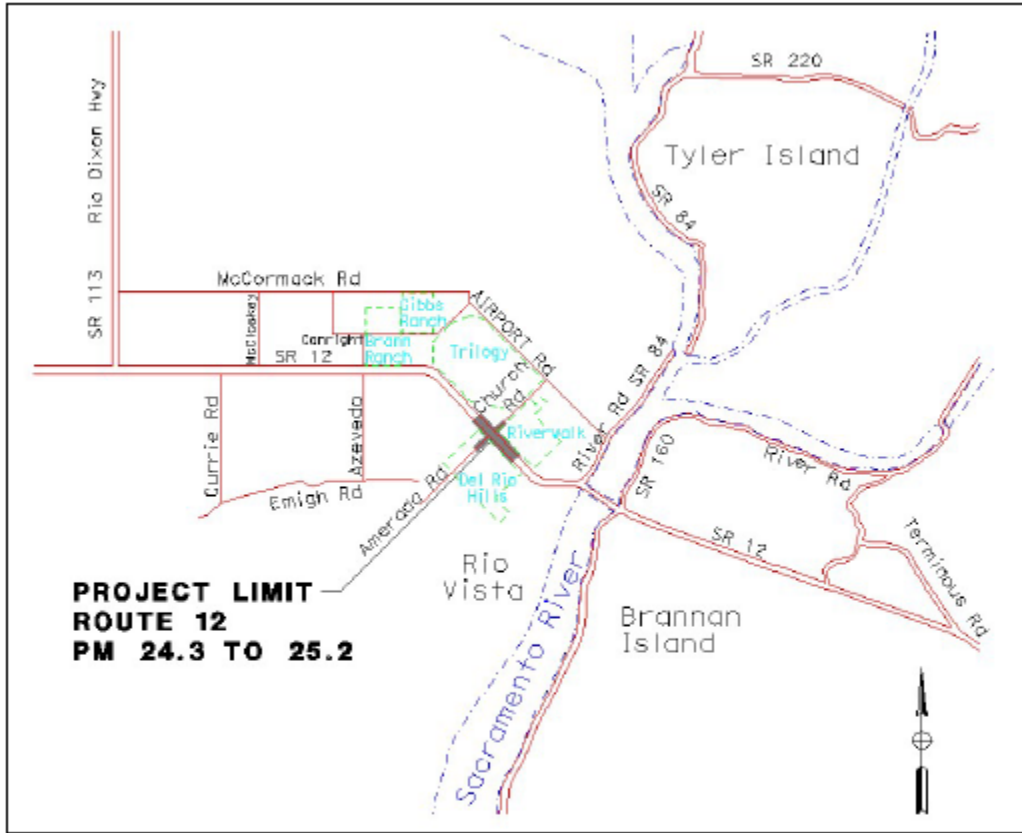 SR 220
Rio Dixon Hwy
Tyler Island
SR 84
McCormack Rd
SR 113
McCloskey
Gibbs
Ranch
AIRPORT Rd
Canright
Brann
Ranch
Trilogy
SR 12
Church
Rd
River Rd SR 84
Currie Rd
Azevedo
Riverwalk
SR 160
River Rd
Emigh Rd
Amerada Rd
Del Rio
Hills
SR 12
Terminous Rd
Rio
Vista
PROJECT LIMIT
ROUTE 12
PM 24.3 TO 25.2
Brannan
Island
Sacramento River